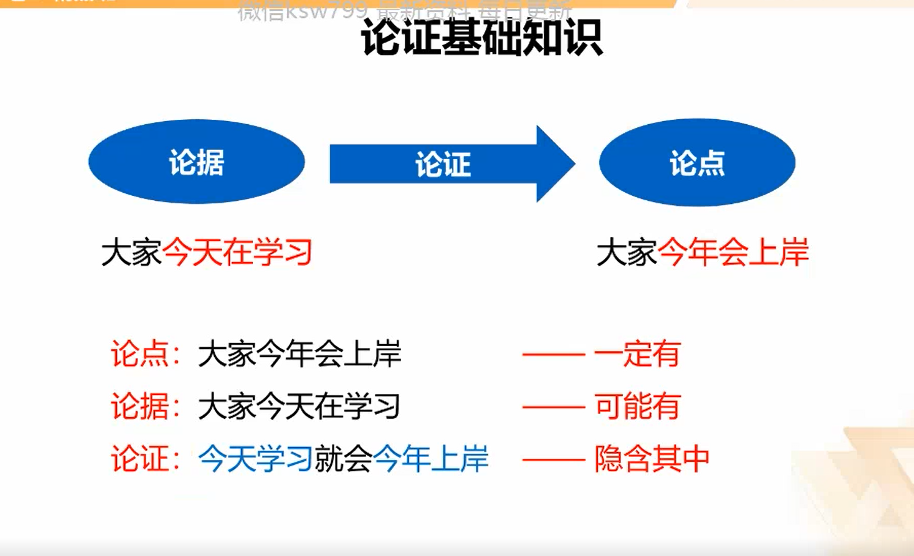 微信ksw799 最新资料 每日更新
论证基础知识
论据
论证
论点
大家今天在学习
大家今年会上岸
论点：大家今年会上岸 —— 一定有
论据：大家今天在学习 —— 可能有
论证：今天学习就会今年上岸 —— 隐含其中